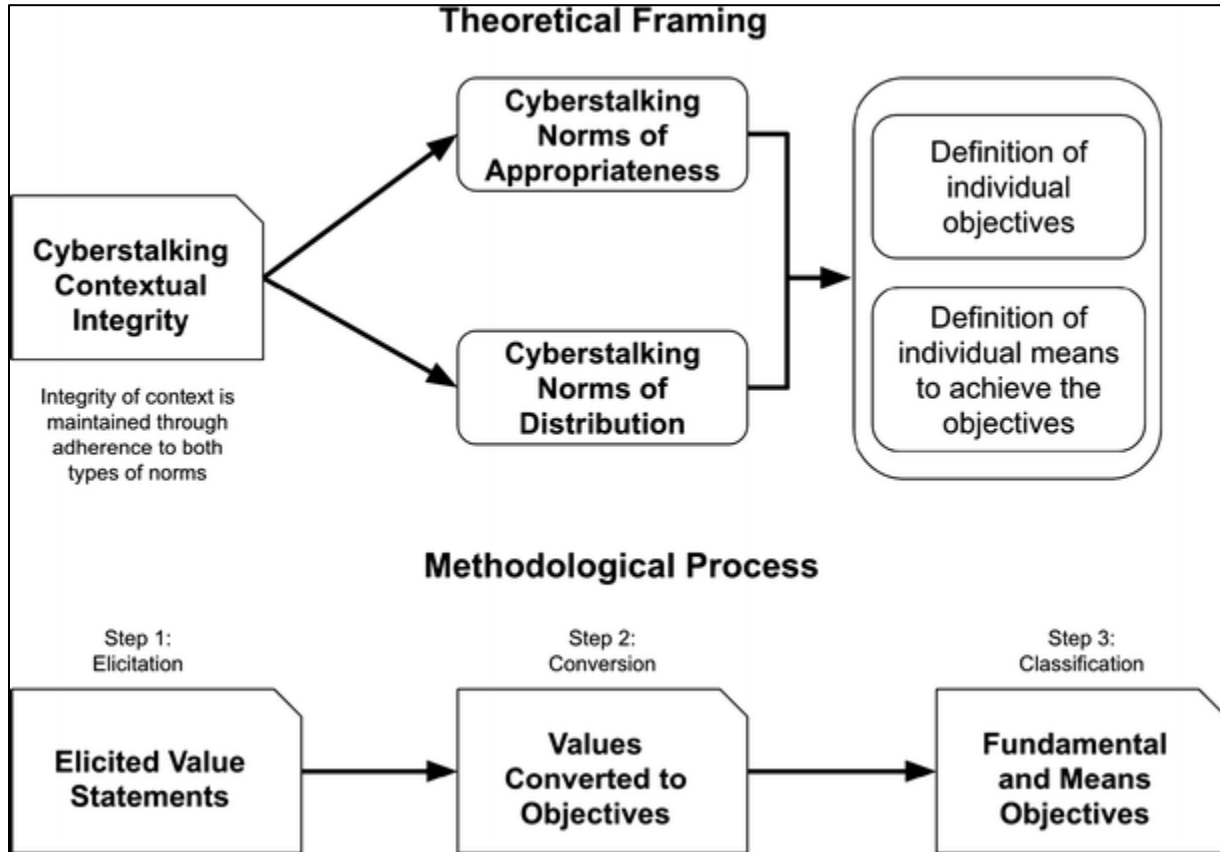 Theoretical Framing
Cyberstalking
Norms of
Appropriateness
Definition of
individual
objectives
Cyberstalking
Contextual
Integrity
Integrity of context is
maintained through
adherence to both
types of norms
Cyberstalking
Norms of
Distribution
Definition of
individual means
to achieve the
objectives
Methodological Process
Step 1:
Elicitation
Elicited Value
Statements
Step 2:
Conversion
Values
Converted to
Objectives
Step 3:
Classification
Fundamental
and Means
Objectives